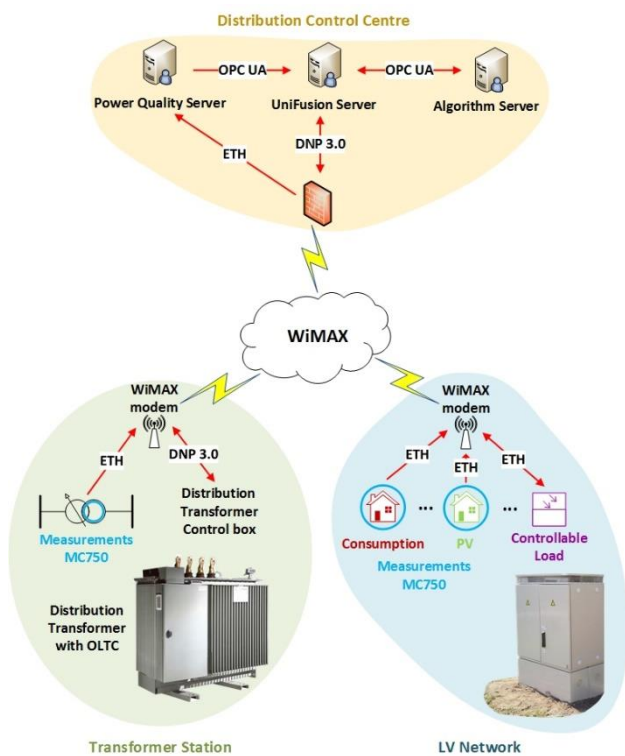 Distribution Control Centre
OPC UA
OPC UA
Power Quality Server
UniFusion Server
Algorithm Server
DNP 3.0
ETH
WiMAX
WiMAX
modem
ETH
DNP 3.0
Distribution
Transformer
Control box
Measurements
MC750
Distribution
Transformer
with OLTC
Transformer Station
WiMAX
modem
ETH
ETH
ETH
...
...
Consumption
PV
Controllable
Load
Measurements
MC750
LV Network